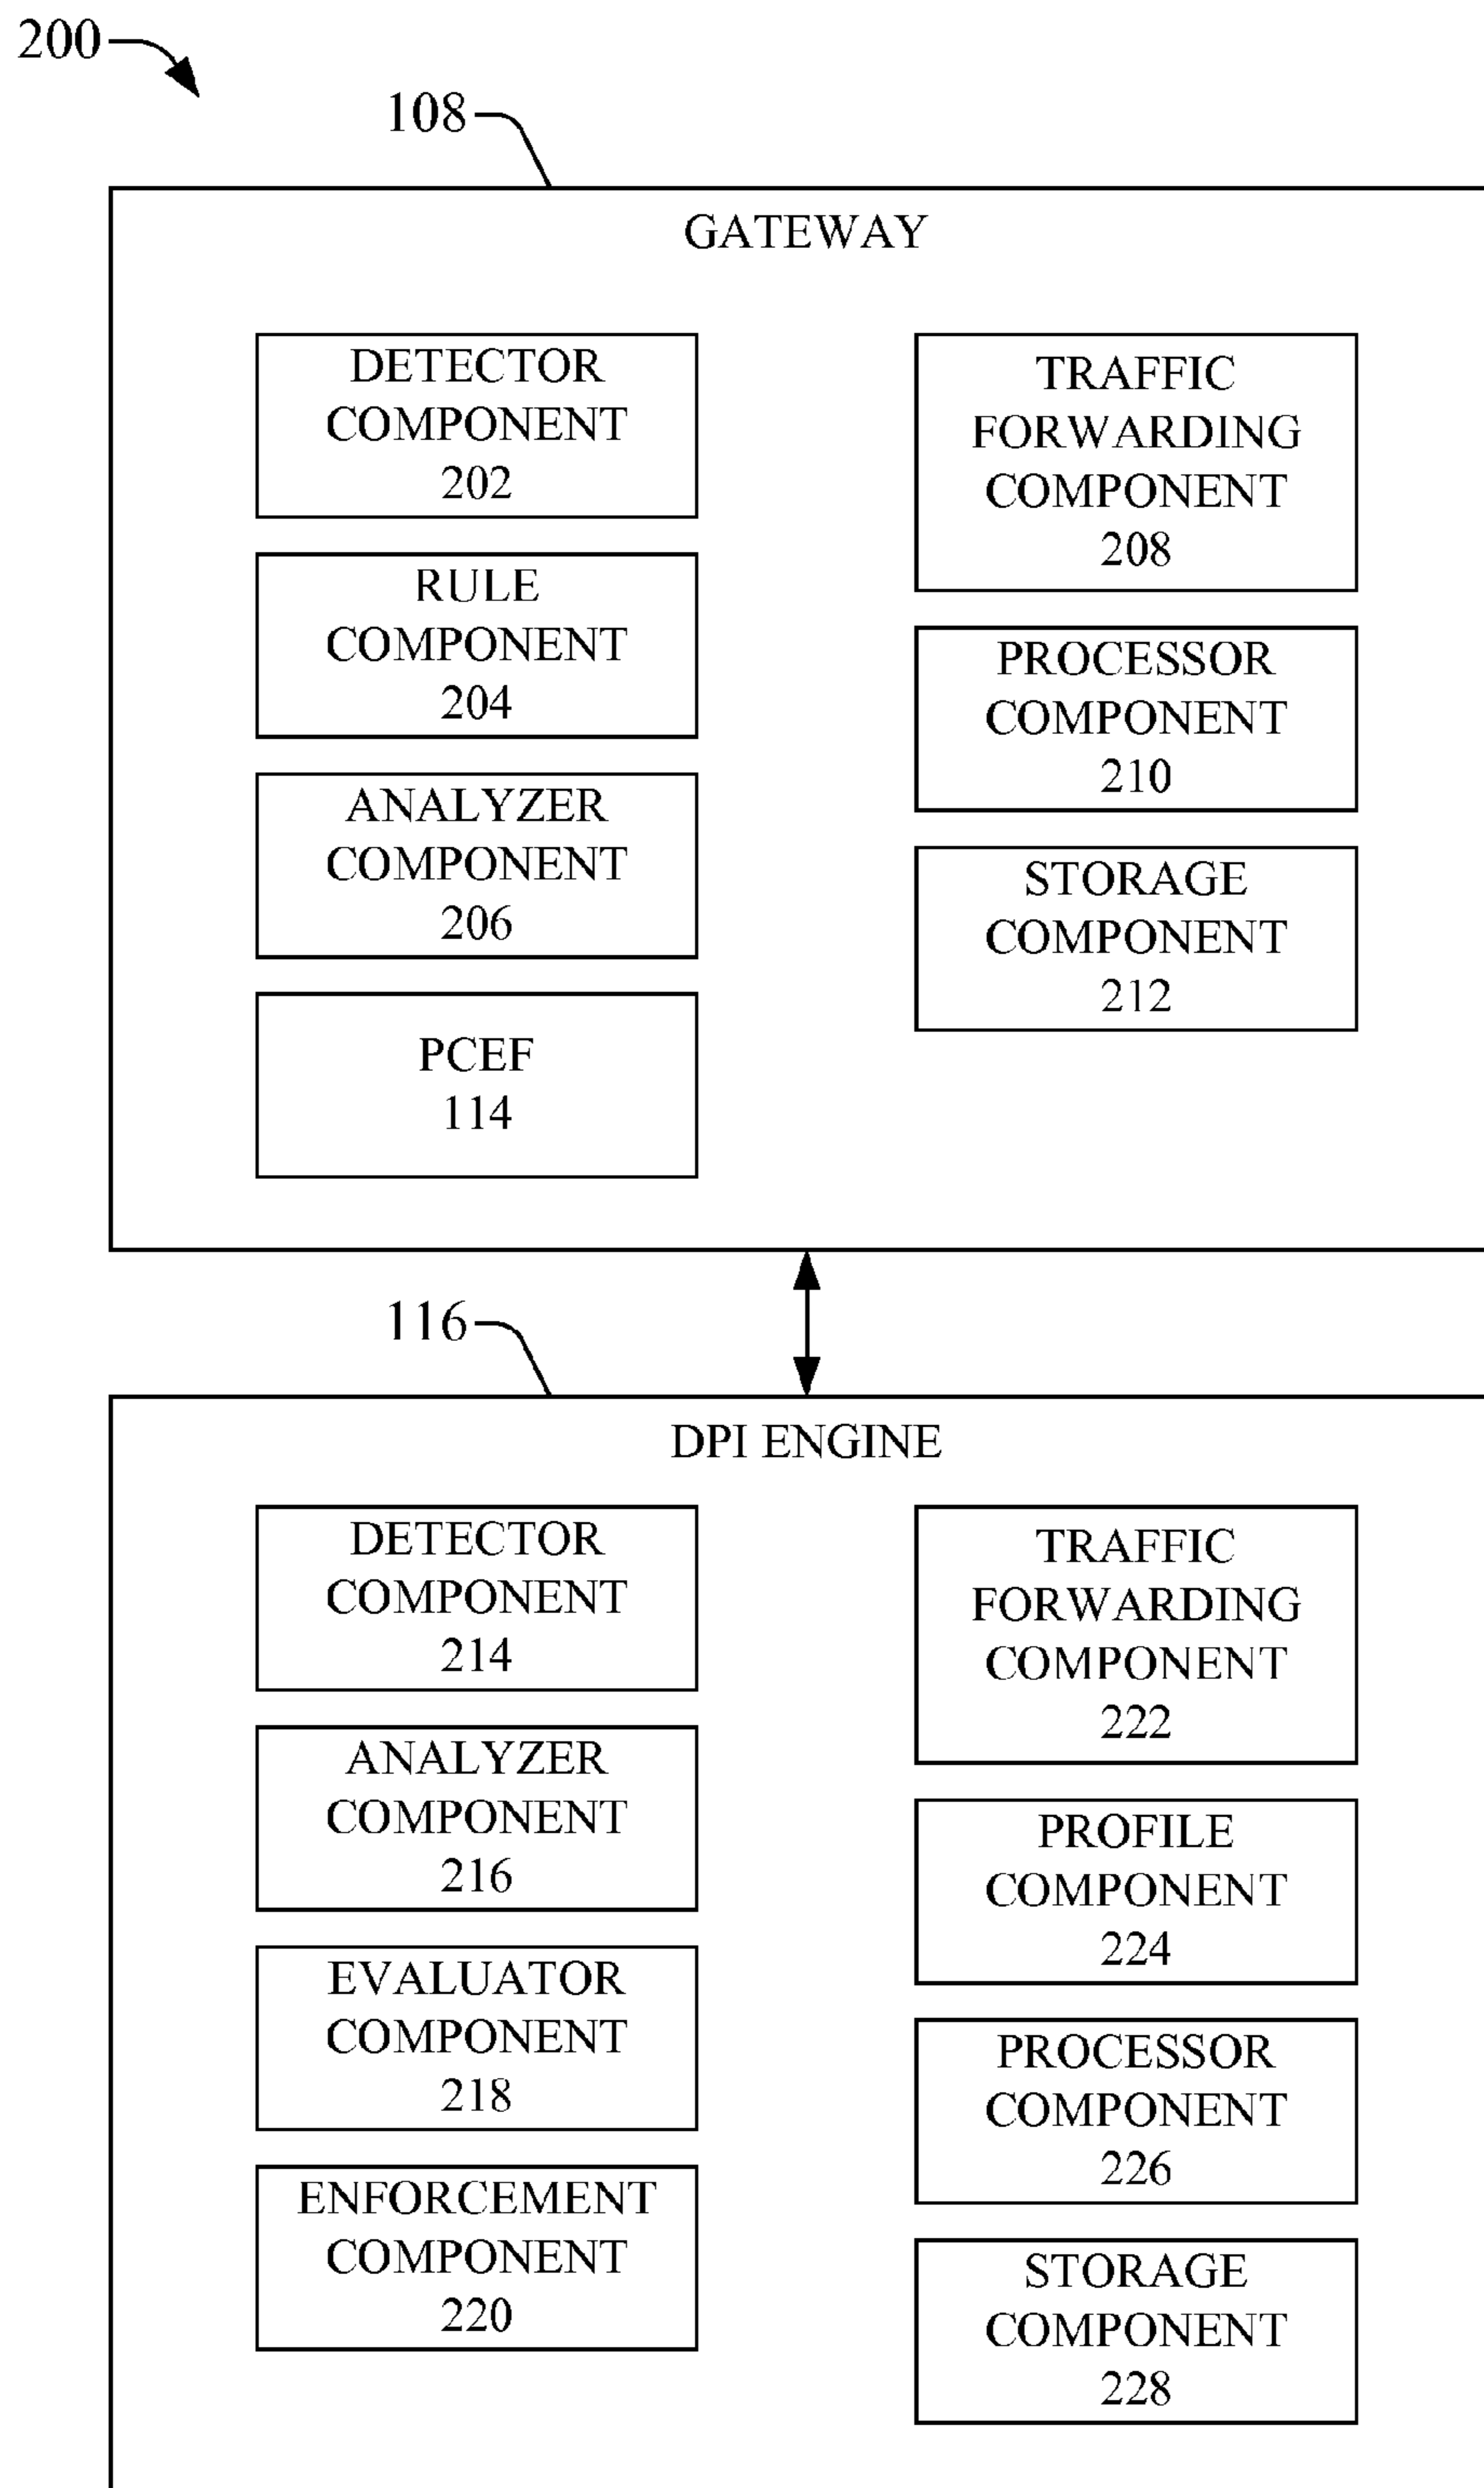 200
108
GATEWAY
DETECTOR
COMPONENT
202
RULE
COMPONENT
204
ANALYZER
COMPONENT
206
PCEF
114
TRAFFIC
FORWARDING
COMPONENT
208
PROCESSOR
COMPONENT
210
STORAGE
COMPONENT
212
116
DPI ENGINE
DETECTOR
COMPONENT
214
ANALYZER
COMPONENT
216
EVALUATOR
COMPONENT
218
ENFORCEMENT
COMPONENT
220
TRAFFIC
FORWARDING
COMPONENT
222
PROFILE
COMPONENT
224
PROCESSOR
COMPONENT
226
STORAGE
COMPONENT
228